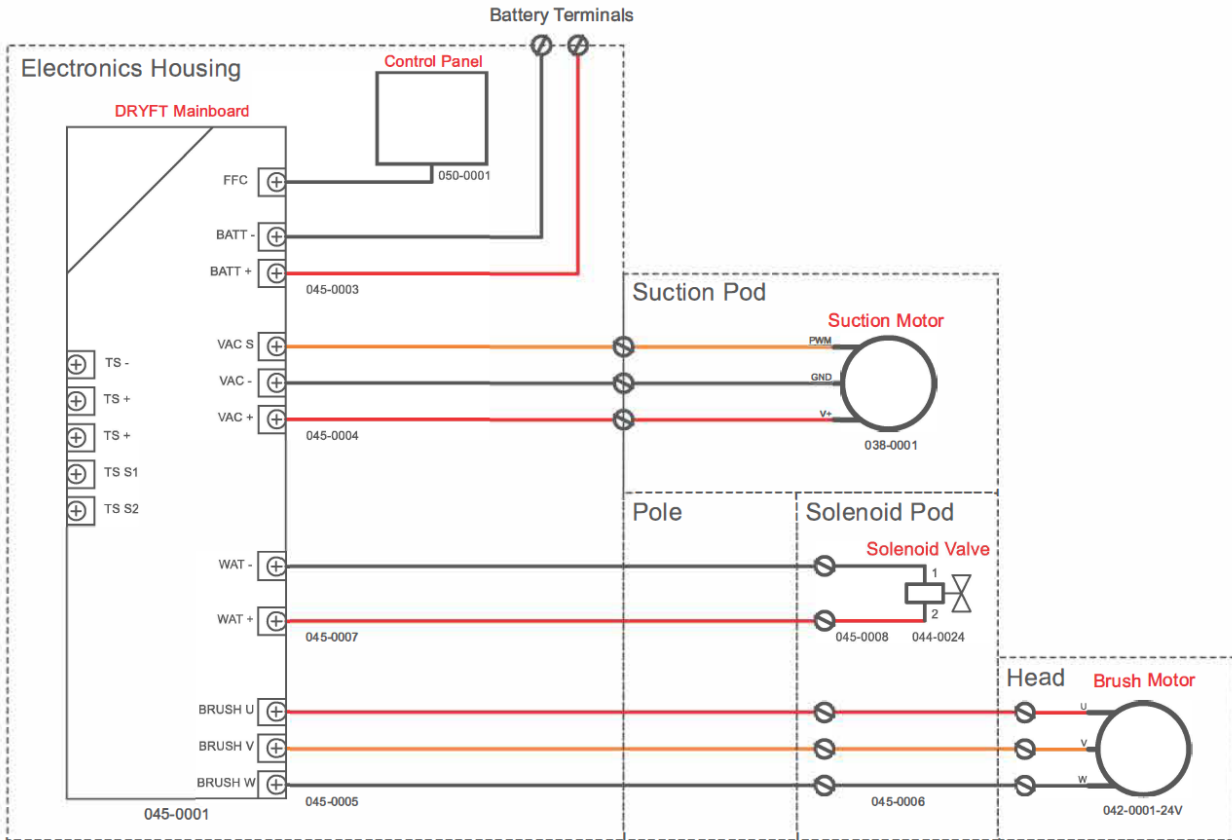 Battery Terminals
Electronics Housing
Control Panel
DRYFT Mainboard
FFC
050-0001
BATT -
BATT +
045-0003
Suction Pod
Suction Motor
VAC S
PWM
TS -
VAC -
GND
TS +
VAC +
V+
TS +
045-0004
038-0001
TS S1
TS S2
Pole
Solenoid Pod
Solenoid Valve
WAT -
1
2
WAT +
045-0007
045-0008
044-0024
Head
Brush Motor
BRUSH U
U
BRUSH V
V
BRUSH W
W
045-0001
045-0005
045-0006
042-0001-24V